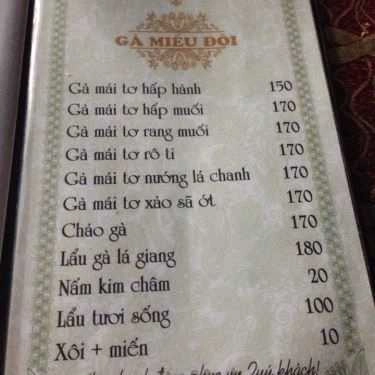 GÀ MIẾU ĐÔI
Gà mái tơ hấp hành 150
Gà mái tơ hấp muối 170
Gà mái tơ rang muối 170
Gà mái tơ rô ti 170
Gà mái tơ nướng lá chanh 170
Gà mái tơ xào sã ớt 170
Cháo gà 170
Lẩu gà lá giang 180
Nấm kim châm 20
Lẩu tươi sống 100
Xôi + miến 10
Quý khách!